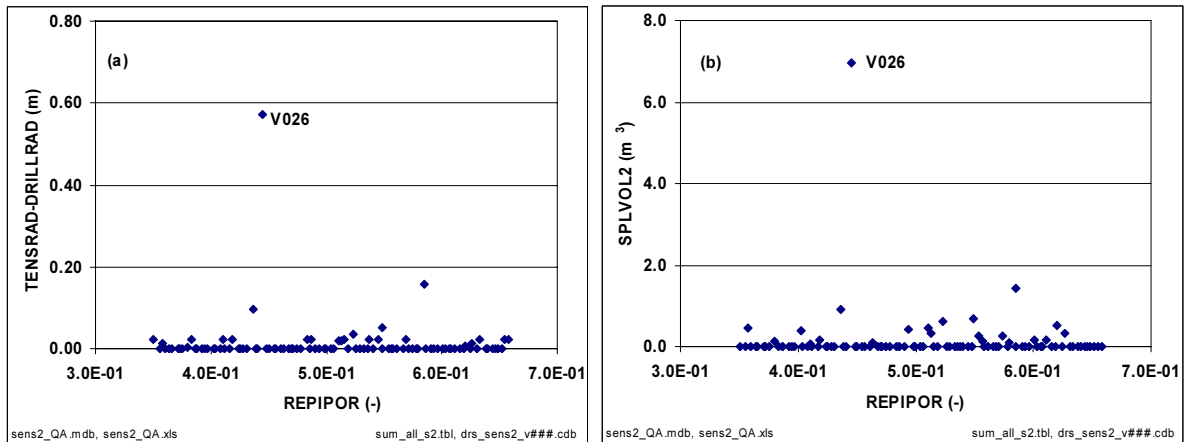 (a)
V026
TENSRAD-DRILLRAD (m)
0.80
0.60
0.40
0.20
0.00
3.0E-01 4.0E-01 5.0E-01 6.0E-01 7.0E-01
REPIPOR (-)
sens2_QA.mdb, sens2_QA.xls sum_all_s2.tbl, drs_sens2_v###.cdb
(b)
V026
SPLVOL2 (m ³)
8.0
6.0
4.0
2.0
0.0
3.0E-01 4.0E-01 5.0E-01 6.0E-01 7.0E-01
REPIPOR (-)
sens2_QA.mdb, sens2_QA.xls sum_all_s2.tbl, drs_sens2_v###.cdb